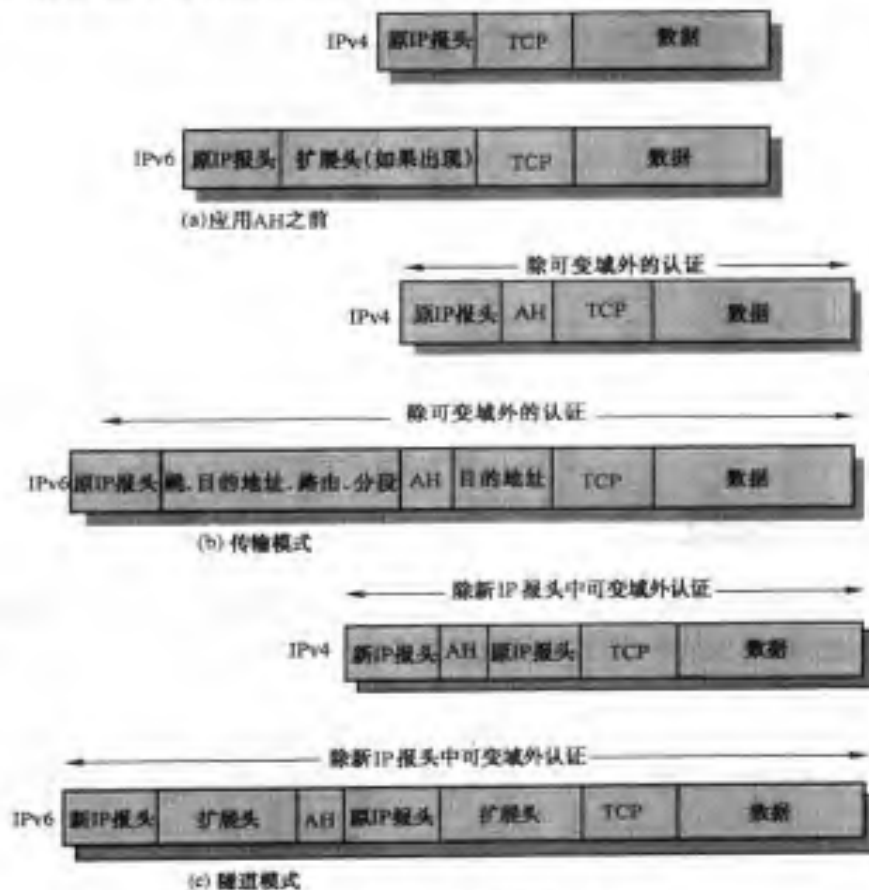 IPv4 原IP报头 TCP 数据
IPv6 原IP报头 扩展头(如果出现) TCP 数据
(a)应用AH之前
除可变域外的认证
IPv4 原IP报头 AH TCP 数据
除可变域外的认证
IPv6 原IP报头 跳、目的地址、路由、分段 AH 目的地址 TCP 数据
(b) 传输模式
除新IP报头中可变域外认证
IPv4 新IP报头 AH 原IP报头 TCP 数据
除新IP报头中可变域外认证
IPv6 新IP报头 扩展头 AH 原IP报头 扩展头 TCP 数据
(c) 隧道模式